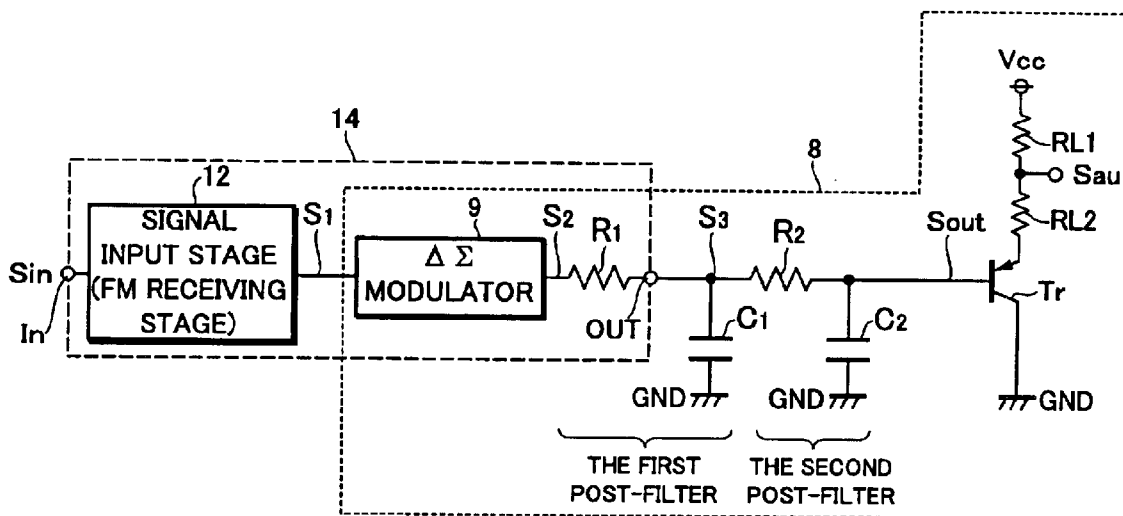 Vcc
14
RL1
8
12
Sau
SIGNAL
INPUT STAGE
(FM RECEIVING
STAGE)
S1
9
S2
R1
S3
R2
Sout
RL2
Sin
In
Δ Σ
MODULATOR
OUT
Tr
C1
C2
GND
GND
GND
THE FIRST
POST-FILTER
THE SECOND
POST-FILTER